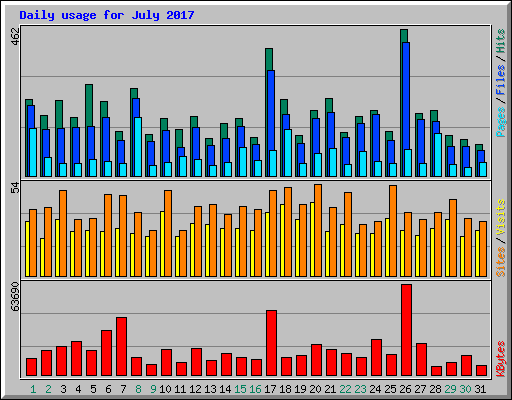 Daily usage for July 2017
462
Pages / Files / Hits
54
Sites / Visits
63690
KBytes
1 2 3 4 5 6 7 8 9 10 11 12 13 14 15 16 17 18 19 20 21 22 23 24 25 26 27 28 29 30 31